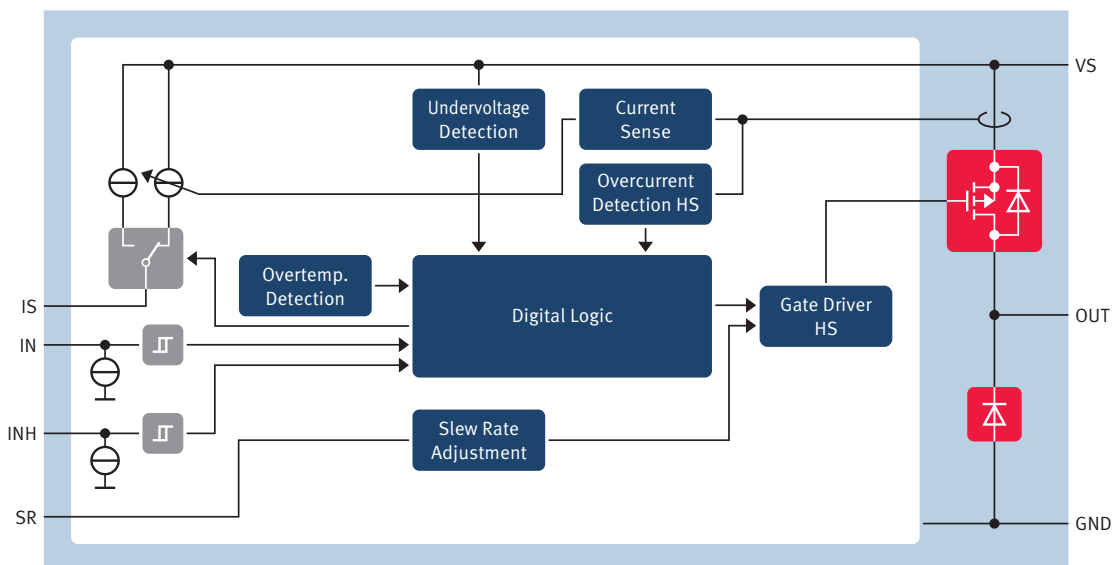 VS
Undervoltage
Detection
Current
Sense
Overcurrent
Detection HS
Overtemp.
Detection
Digital Logic
Gate Driver
HS
IS
OUT
IN
INH
Slew Rate
Adjustment
SR
GND